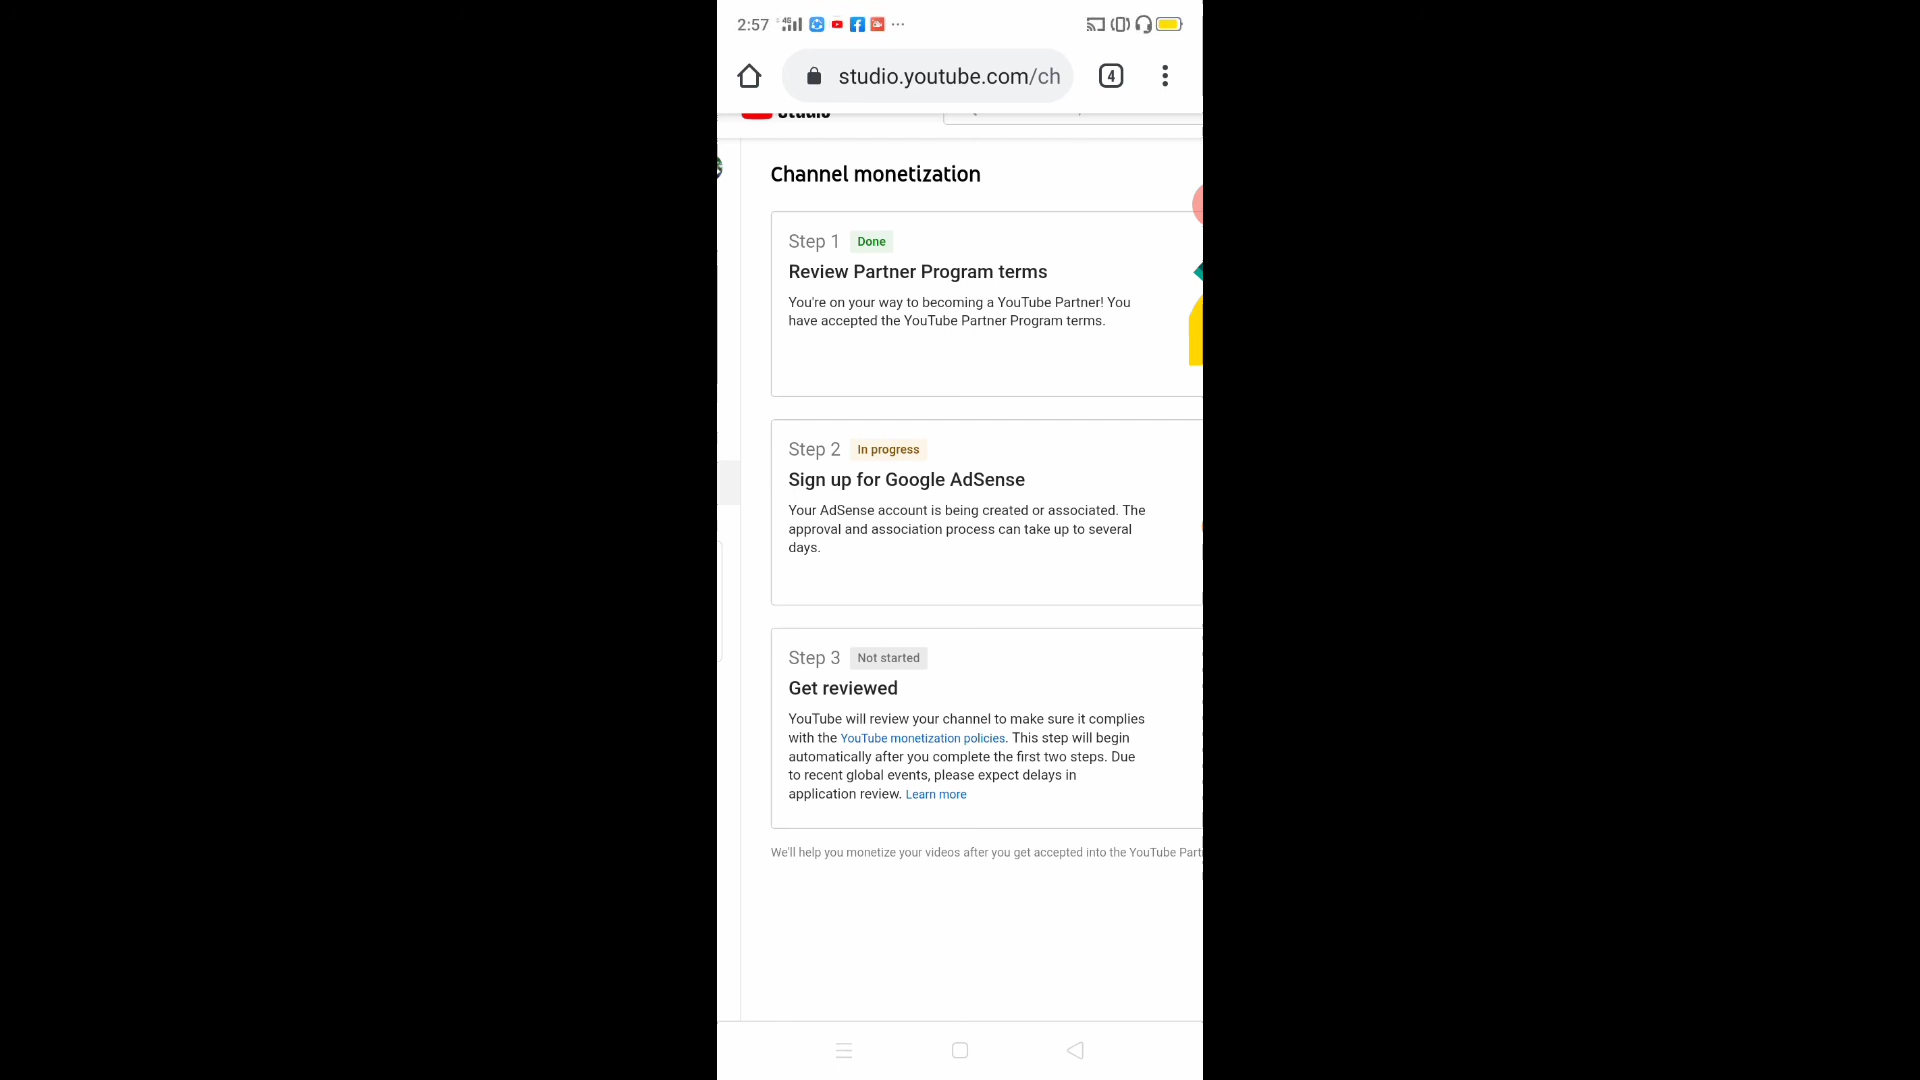 2:57
4G
studio.youtube.com/ch
4
Studio
Channel monetization
Step 1 Done
Review Partner Program terms
You're on your way to becoming a YouTube Partner! You
have accepted the YouTube Partner Program terms.
Step 2 In progress
Sign up for Google AdSense
Your AdSense account is being created or associated. The
approval and association process can take up to several
days.
Step 3 Not started
Get reviewed
YouTube will review your channel to make sure it complies
with the YouTube monetization policies. This step will begin
automatically after you complete the first two steps. Due
to recent global events, please expect delays in
application review. Learn more
We'll help you monetize your videos after you get accepted into the YouTube Part